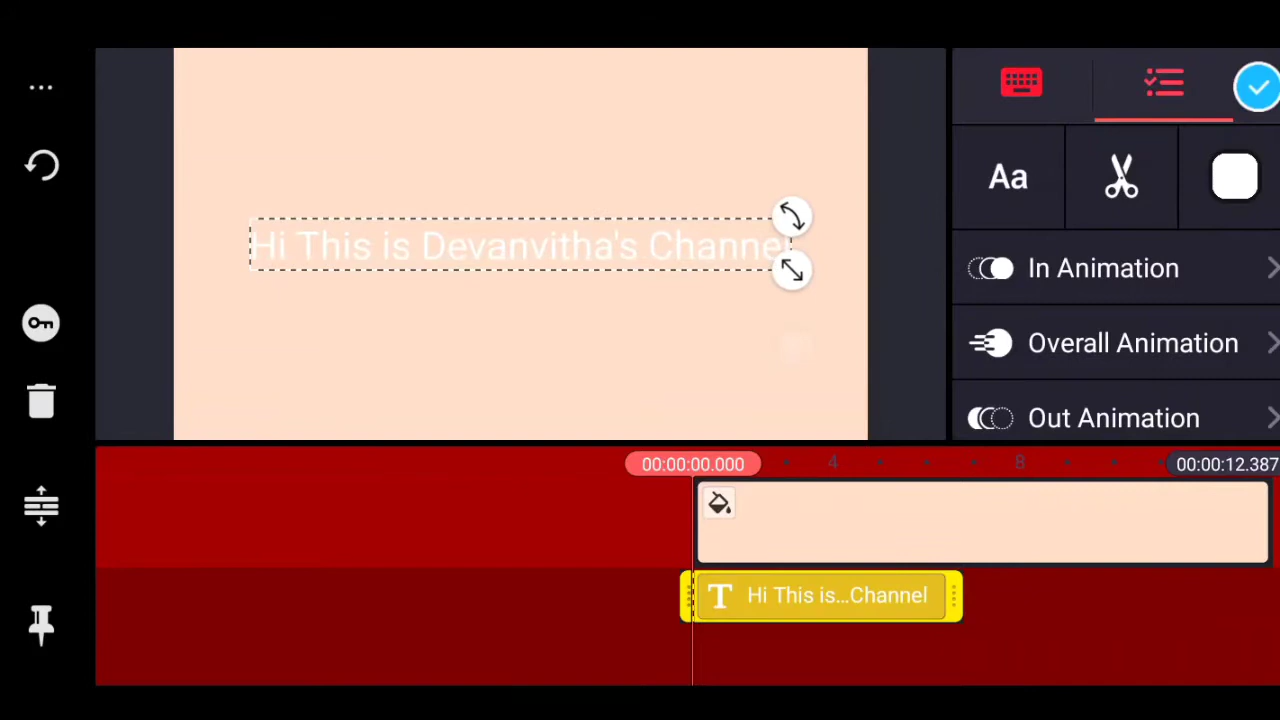 Hi This is Devanvitha's Channel
Aa
In Animation
Overall Animation
Out Animation
00:00:00.000
4
8
00:00:12.387
T Hi This is...Channel